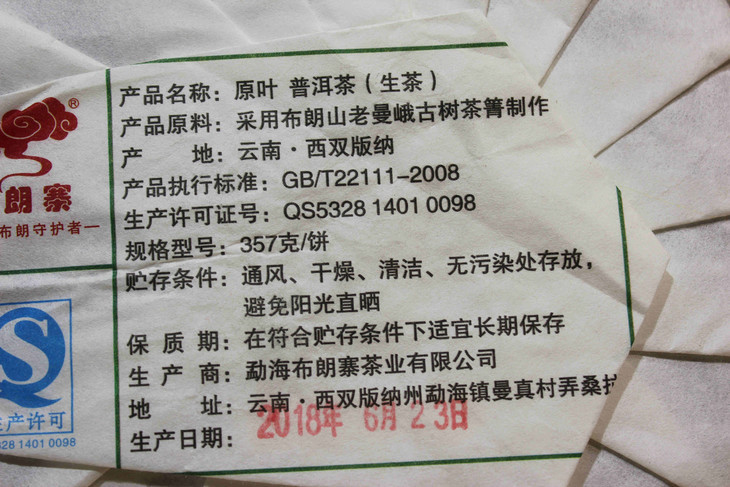 ®
朗寨
布朗守护者一
产品名称：原叶 普洱茶（生茶）
产品原料：采用布朗山老曼峨古树茶箐制作
产 地：云南·西双版纳
产品执行标准：GB/T22111-2008
生产许可证号：QS5328 1401 0098
规格型号：357克/饼
贮存条件：通风、干燥、清洁、无污染处存放，
避免阳光直晒
保 质 期：在符合贮存条件下适宜长期保存
生 产 商：勐海布朗寨茶业有限公司
地 址：云南·西双版纳州勐海镇曼真村弄桑
生产日期：2018年 6月23日
S
生产许可
328 1401 0098